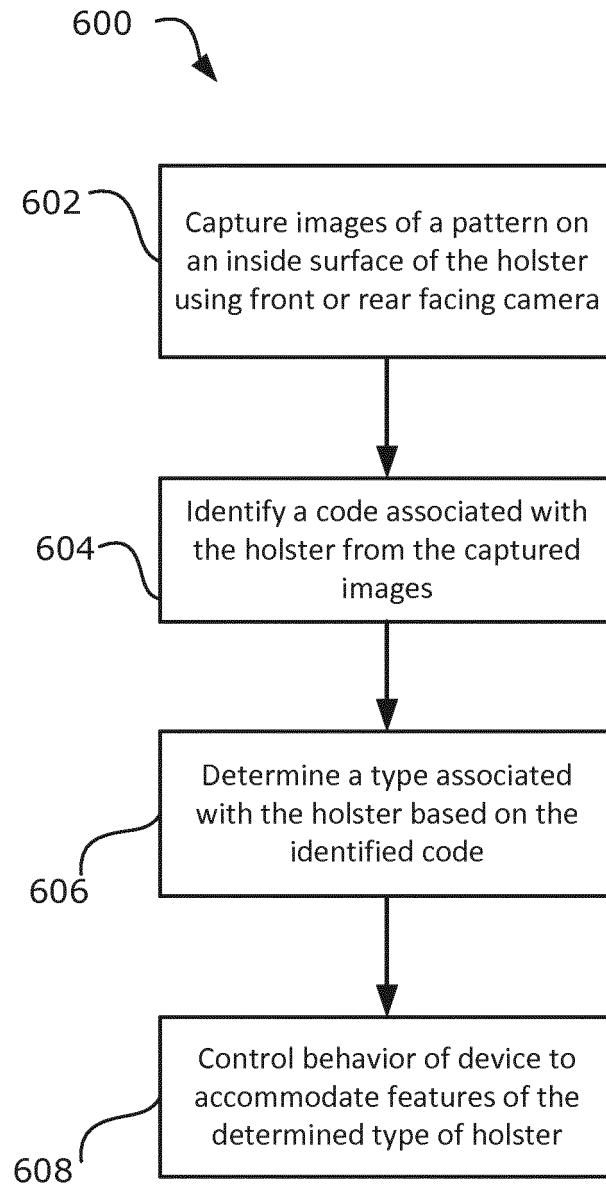 600
602
Capture images of a pattern on
an inside surface of the holster
using front or rear facing camera
604
Identify a code associated with
the holster from the captured
images
606
Determine a type associated
with the holster based on the
identified code
608
Control behavior of device to
accommodate features of the
determined type of holster